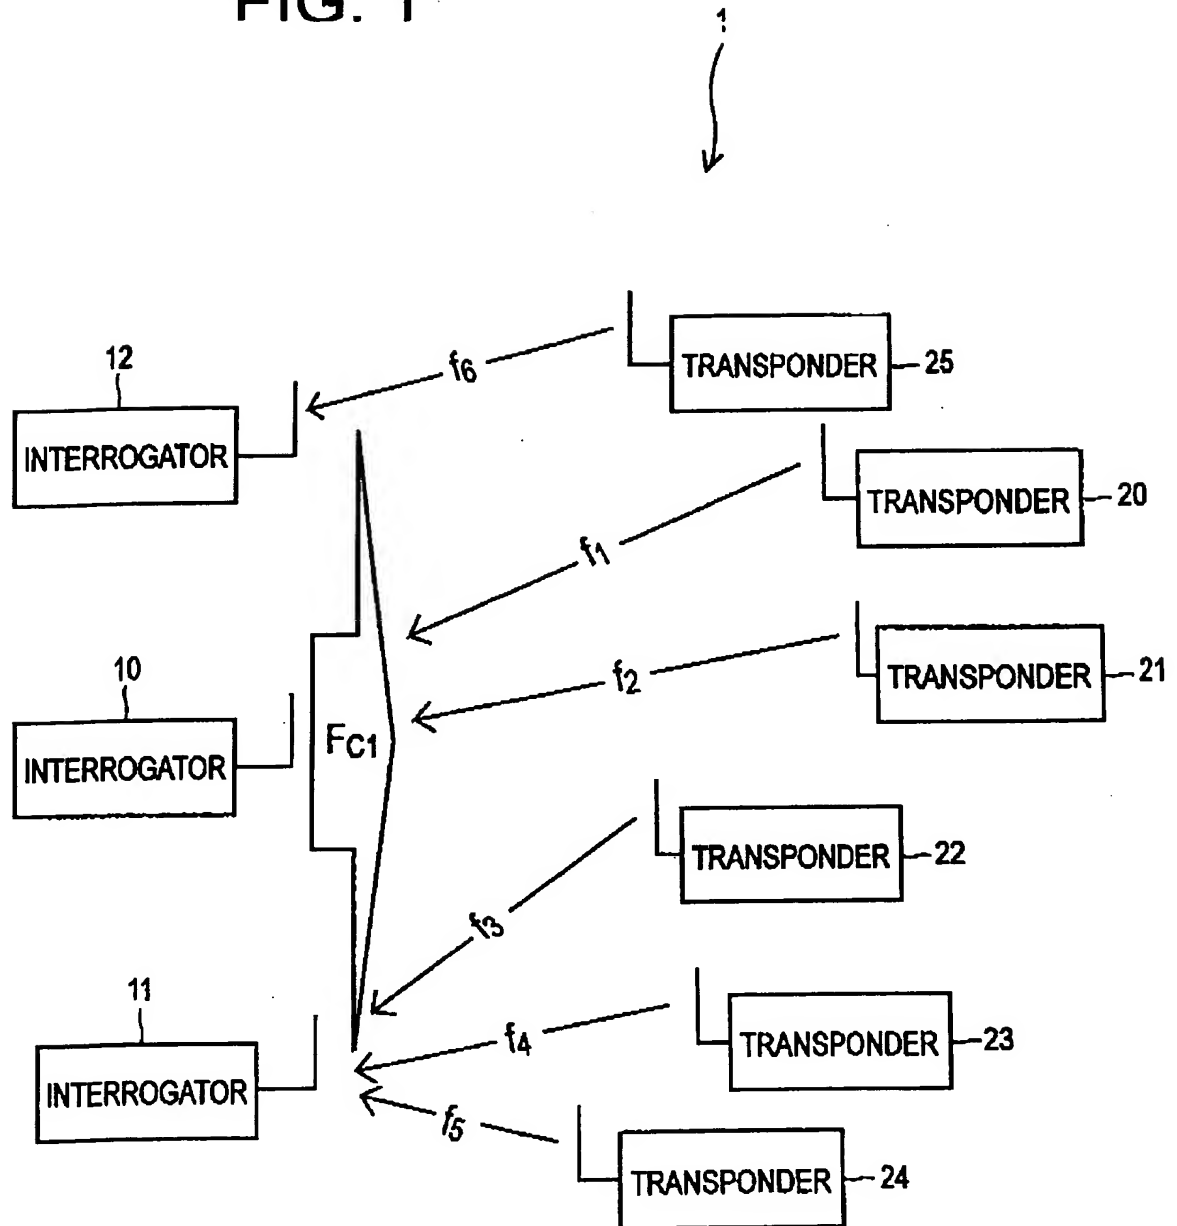 FIG. 1
1
12
INTERROGATOR
f6
TRANSPONDER
25
TRANSPONDER
20
f1
10
INTERROGATOR
FC1
f2
TRANSPONDER
21
TRANSPONDER
22
f3
11
INTERROGATOR
f4
TRANSPONDER
23
f5
TRANSPONDER
24